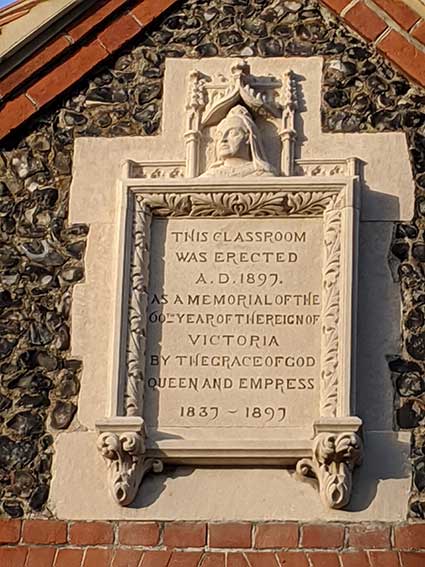 THIS CLASSROOM
WAS ERECTED
A.D. 1897.
AS A MEMORIAL OF THE
60TH YEAR OF THE REIGN OF
VICTORIA
BY THE GRACE OF GOD
QUEEN AND EMPRESS
1837 - 1897